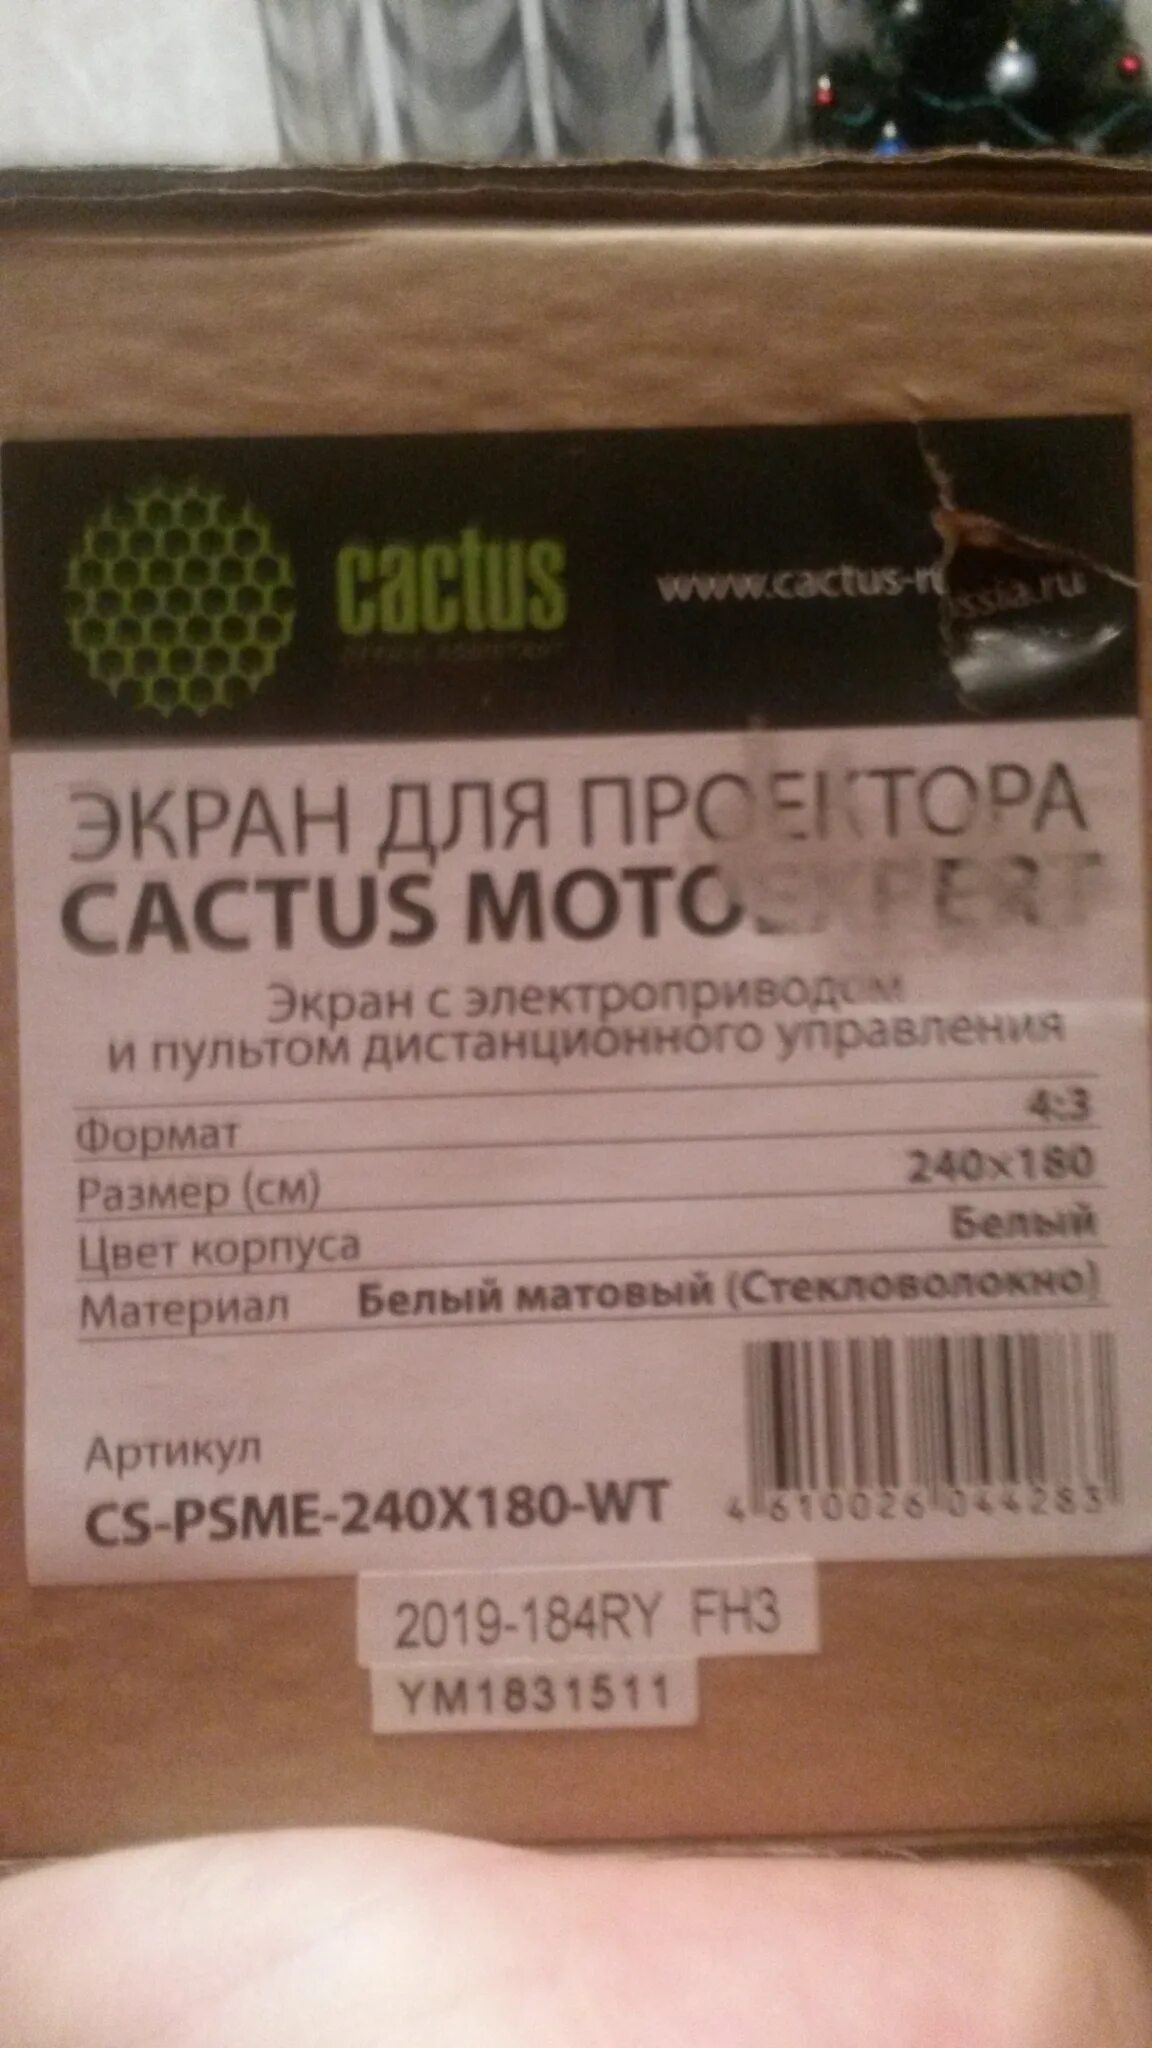 cactus
www.cactus-russia.ru
ЭКРАН ДЛЯ ПРОЕКТОРА
CACTUS MOTOEXPERT
Экран с электроприводом
и пультом дистанционного управления
Формат 4:3
Размер (см) 240x180
Цвет корпуса Белый
Материал Белый матовый (Стекловолокно)
Артикул
CS-PSME-240X180-WT
4 610026 044283
2019-184RY FH3
YM1831511